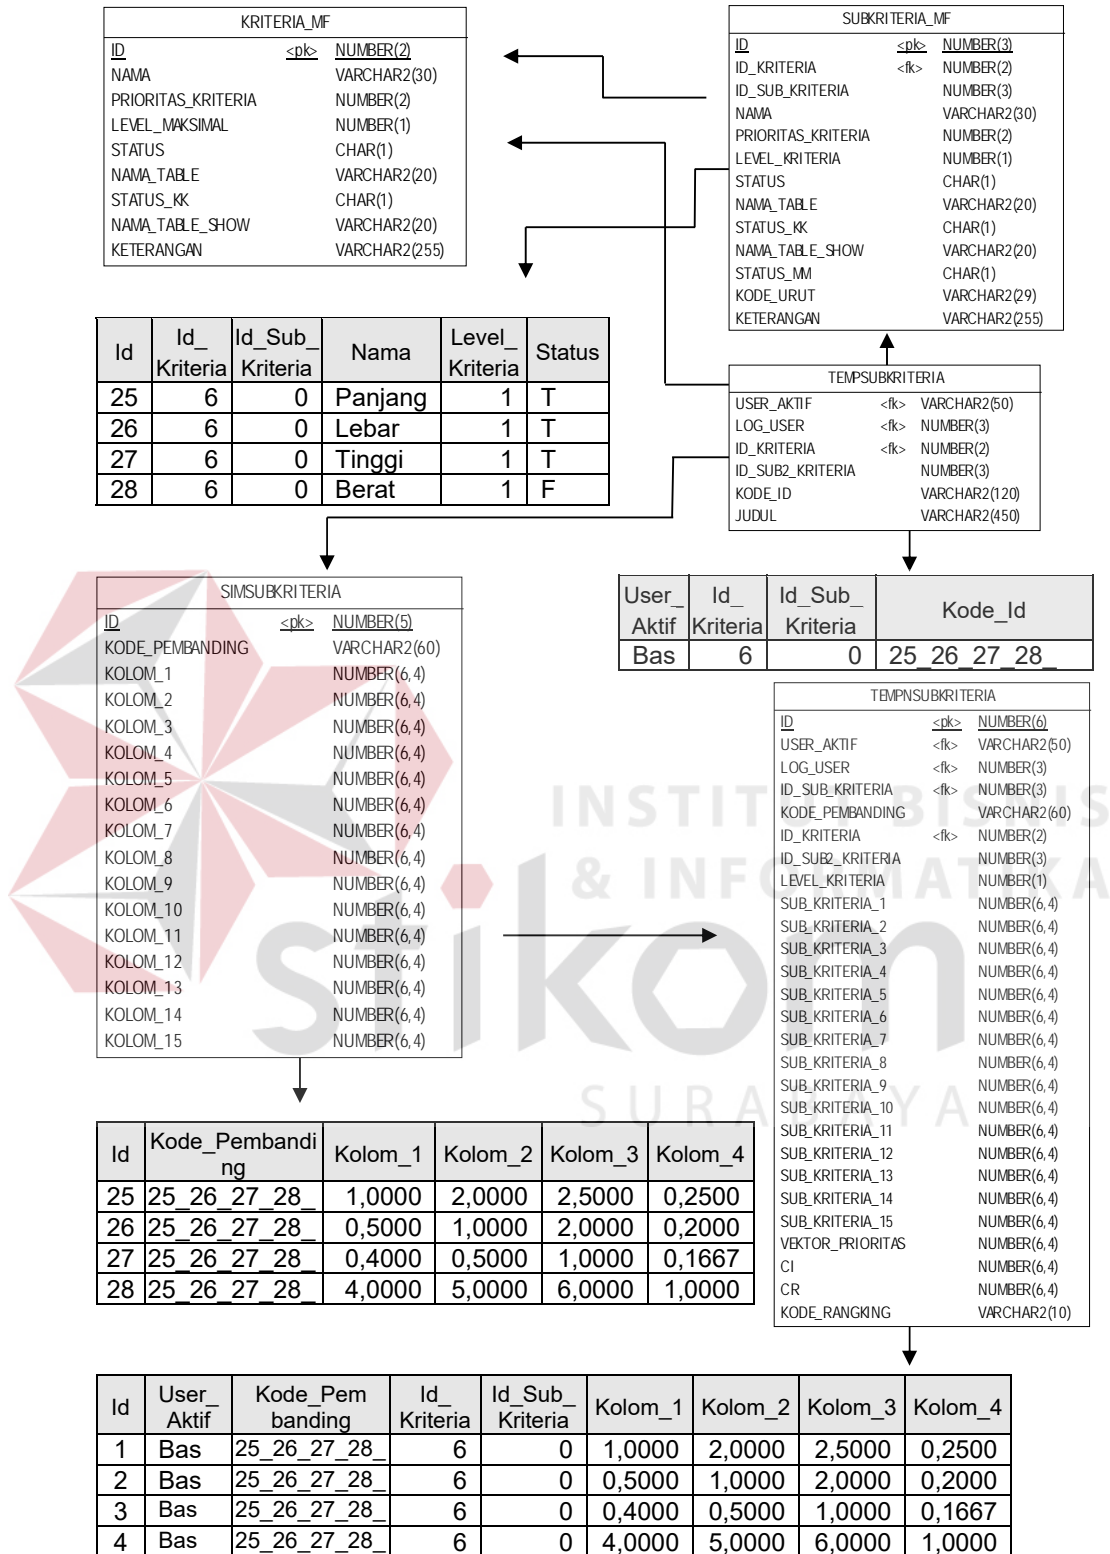 KRITERIA_MF
ID <pk> NUMBER(2)
NAMA VARCHAR2(30)
PRIORITAS_KRITERIA NUMBER(2)
LEVEL_MAKSIMAL NUMBER(1)
STATUS CHAR(1)
NAMA_TABLE VARCHAR2(20)
STATUS_KK CHAR(1)
NAMA_TABLE_SHOW VARCHAR2(20)
KETERANGAN VARCHAR2(255)
SUBKRITERIA_MF
ID <pk> NUMBER(3)
ID_KRITERIA <fk> NUMBER(2)
ID_SUB_KRITERIA NUMBER(3)
NAMA VARCHAR2(30)
PRIORITAS_KRITERIA NUMBER(2)
LEVEL_KRITERIA NUMBER(1)
STATUS CHAR(1)
NAMA_TABLE VARCHAR2(20)
STATUS_KK CHAR(1)
NAMA_TABLE_SHOW VARCHAR2(20)
STATUS_MM CHAR(1)
KODE_URUT VARCHAR2(29)
KETERANGAN VARCHAR2(255)
Id Id_ Id_Sub_ Nama Level_ Status
Kriteria Kriteria Kriteria
25 6 0 Panjang 1 T
26 6 0 Lebar 1 T
27 6 0 Tinggi 1 T
28 6 0 Berat 1 F
TEMPSUBKRITERIA
USER_AKTIF <fk> VARCHAR2(50)
LOG_USER <fk> NUMBER(3)
ID_KRITERIA <fk> NUMBER(2)
ID_SUB2_KRITERIA NUMBER(3)
KODE_ID VARCHAR2(120)
JUDUL VARCHAR2(450)
User_ Id_ Id_Sub_ Kode_Id
Aktif Kriteria Kriteria
Bas 6 0 25_26_27_28_
SIMSUBKRITERIA
ID <pk> NUMBER(5)
KODE_PEMBANDING VARCHAR2(60)
KOLOM_1 NUMBER(6,4)
KOLOM_2 NUMBER(6,4)
KOLOM_3 NUMBER(6,4)
KOLOM_4 NUMBER(6,4)
KOLOM_5 NUMBER(6,4)
KOLOM_6 NUMBER(6,4)
KOLOM_7 NUMBER(6,4)
KOLOM_8 NUMBER(6,4)
KOLOM_9 NUMBER(6,4)
KOLOM_10 NUMBER(6,4)
KOLOM_11 NUMBER(6,4)
KOLOM_12 NUMBER(6,4)
KOLOM_13 NUMBER(6,4)
KOLOM_14 NUMBER(6,4)
KOLOM_15 NUMBER(6,4)
INSTITUT BISNIS
& INFORMATIKA
stikom
SURABAYA
TEMPNSUBKRITERIA
ID <pk> NUMBER(6)
USER_AKTIF <fk> VARCHAR2(50)
LOG_USER <fk> NUMBER(3)
ID_SUB_KRITERIA <fk> NUMBER(3)
KODE_PEMBANDING VARCHAR2(60)
ID_KRITERIA <fk> NUMBER(2)
ID_SUB2_KRITERIA NUMBER(3)
LEVEL_KRITERIA NUMBER(1)
SUB_KRITERIA_1 NUMBER(6,4)
SUB_KRITERIA_2 NUMBER(6,4)
SUB_KRITERIA_3 NUMBER(6,4)
SUB_KRITERIA_4 NUMBER(6,4)
SUB_KRITERIA_5 NUMBER(6,4)
SUB_KRITERIA_6 NUMBER(6,4)
SUB_KRITERIA_7 NUMBER(6,4)
SUB_KRITERIA_8 NUMBER(6,4)
SUB_KRITERIA_9 NUMBER(6,4)
SUB_KRITERIA_10 NUMBER(6,4)
SUB_KRITERIA_11 NUMBER(6,4)
SUB_KRITERIA_12 NUMBER(6,4)
SUB_KRITERIA_13 NUMBER(6,4)
SUB_KRITERIA_14 NUMBER(6,4)
SUB_KRITERIA_15 NUMBER(6,4)
VEKTOR_PRIORITAS NUMBER(6,4)
CI NUMBER(6,4)
CR NUMBER(6,4)
KODE_RANGKING VARCHAR2(10)
Id Kode_Pembandi Kolom_1 Kolom_2 Kolom_3 Kolom_4
ng
25 25_26_27_28_ 1,0000 2,0000 2,5000 0,2500
26 25_26_27_28_ 0,5000 1,0000 2,0000 0,2000
27 25_26_27_28_ 0,4000 0,5000 1,0000 0,1667
28 25_26_27_28_ 4,0000 5,0000 6,0000 1,0000
Id User_ Kode_Pem Id_ Id_Sub_ Kolom_1 Kolom_2 Kolom_3 Kolom_4
Aktif banding Kriteria Kriteria
1 Bas 25_26_27_28_ 6 0 1,0000 2,0000 2,5000 0,2500
2 Bas 25_26_27_28_ 6 0 0,5000 1,0000 2,0000 0,2000
3 Bas 25_26_27_28_ 6 0 0,4000 0,5000 1,0000 0,1667
4 Bas 25_26_27_28_ 6 0 4,0000 5,0000 6,0000 1,0000